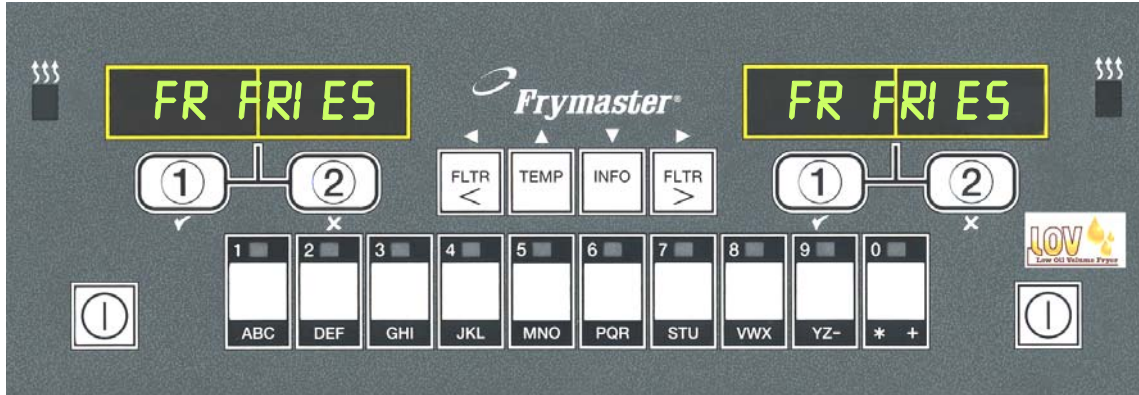 FR FRIES
FR FRIES
Frymaster®
1 2
FLTR < TEMP INFO FLTR >
1 2
1 2 3 4 5 6 7 8 9 0
ABC DEF GHI JKL MNO PQR STU VWX YZ- * +
LOV
Low Oil Volume Fryer